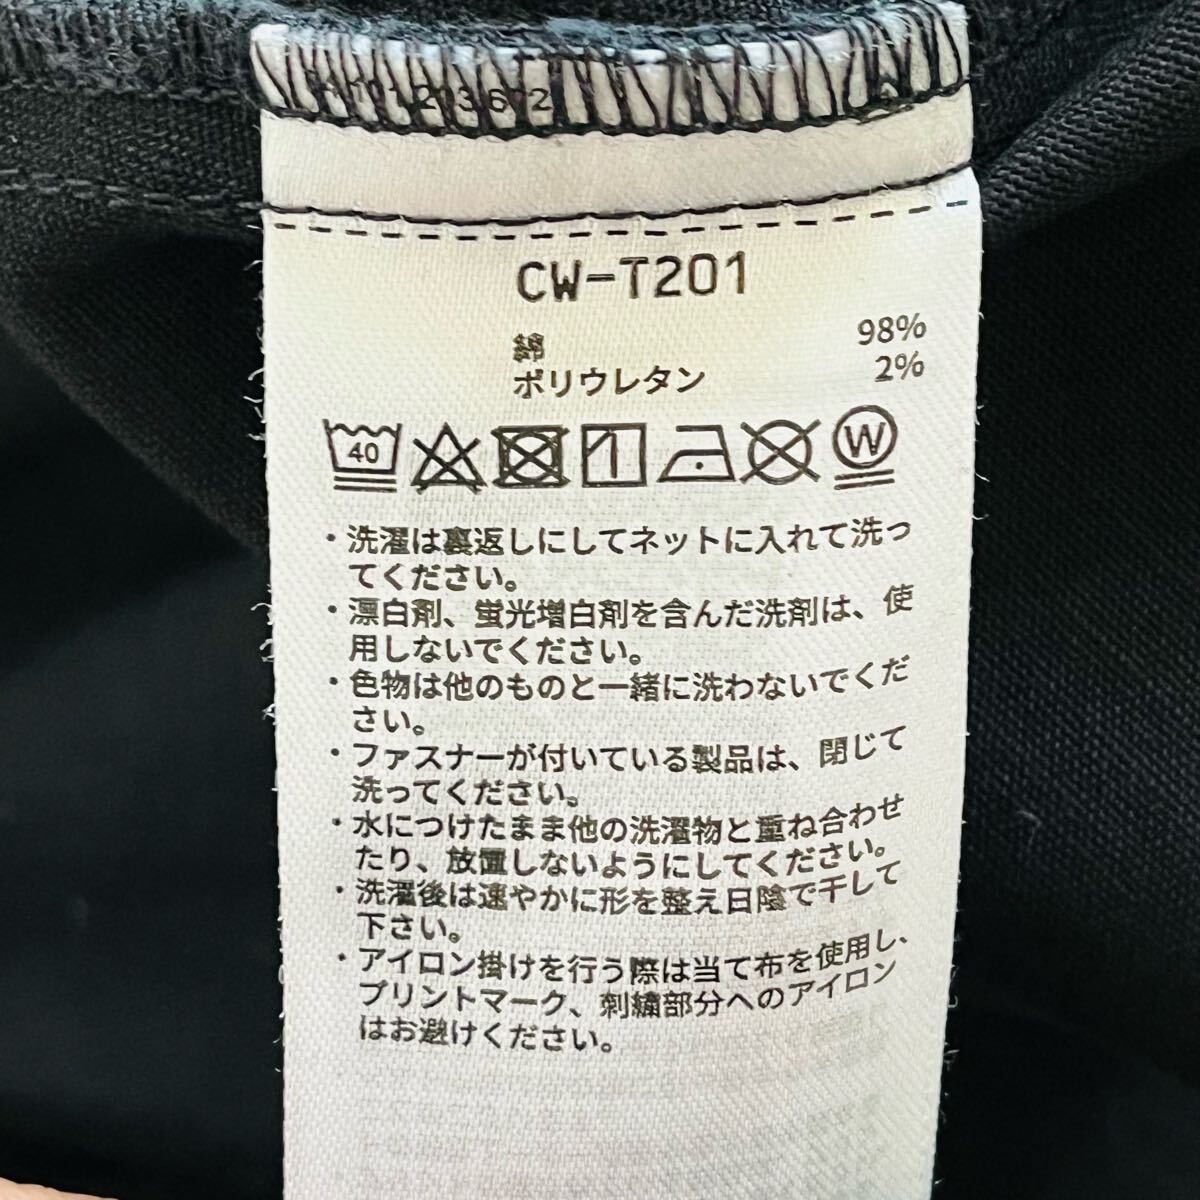 CW-T201
綿 98%
ポリウレタン 2%
40 W
・洗濯は裏返しにしてネットに入れて洗っ
てください。
・漂白剤、蛍光増白剤を含んだ洗剤は、使
用しないでください。
・色物は他のものと一緒に洗わないでくだ
さい。
・ファスナーが付いている製品は、閉じて
洗ってください。
・水につけたまま他の洗濯物と重ね合わせ
たり、放置しないようにしてください。
・洗濯後は速やかに形を整え日陰で干して
下さい。
・アイロン掛けを行う際は当て布を使用し、
プリントマーク、刺繍部分へのアイロン
はお避けください。